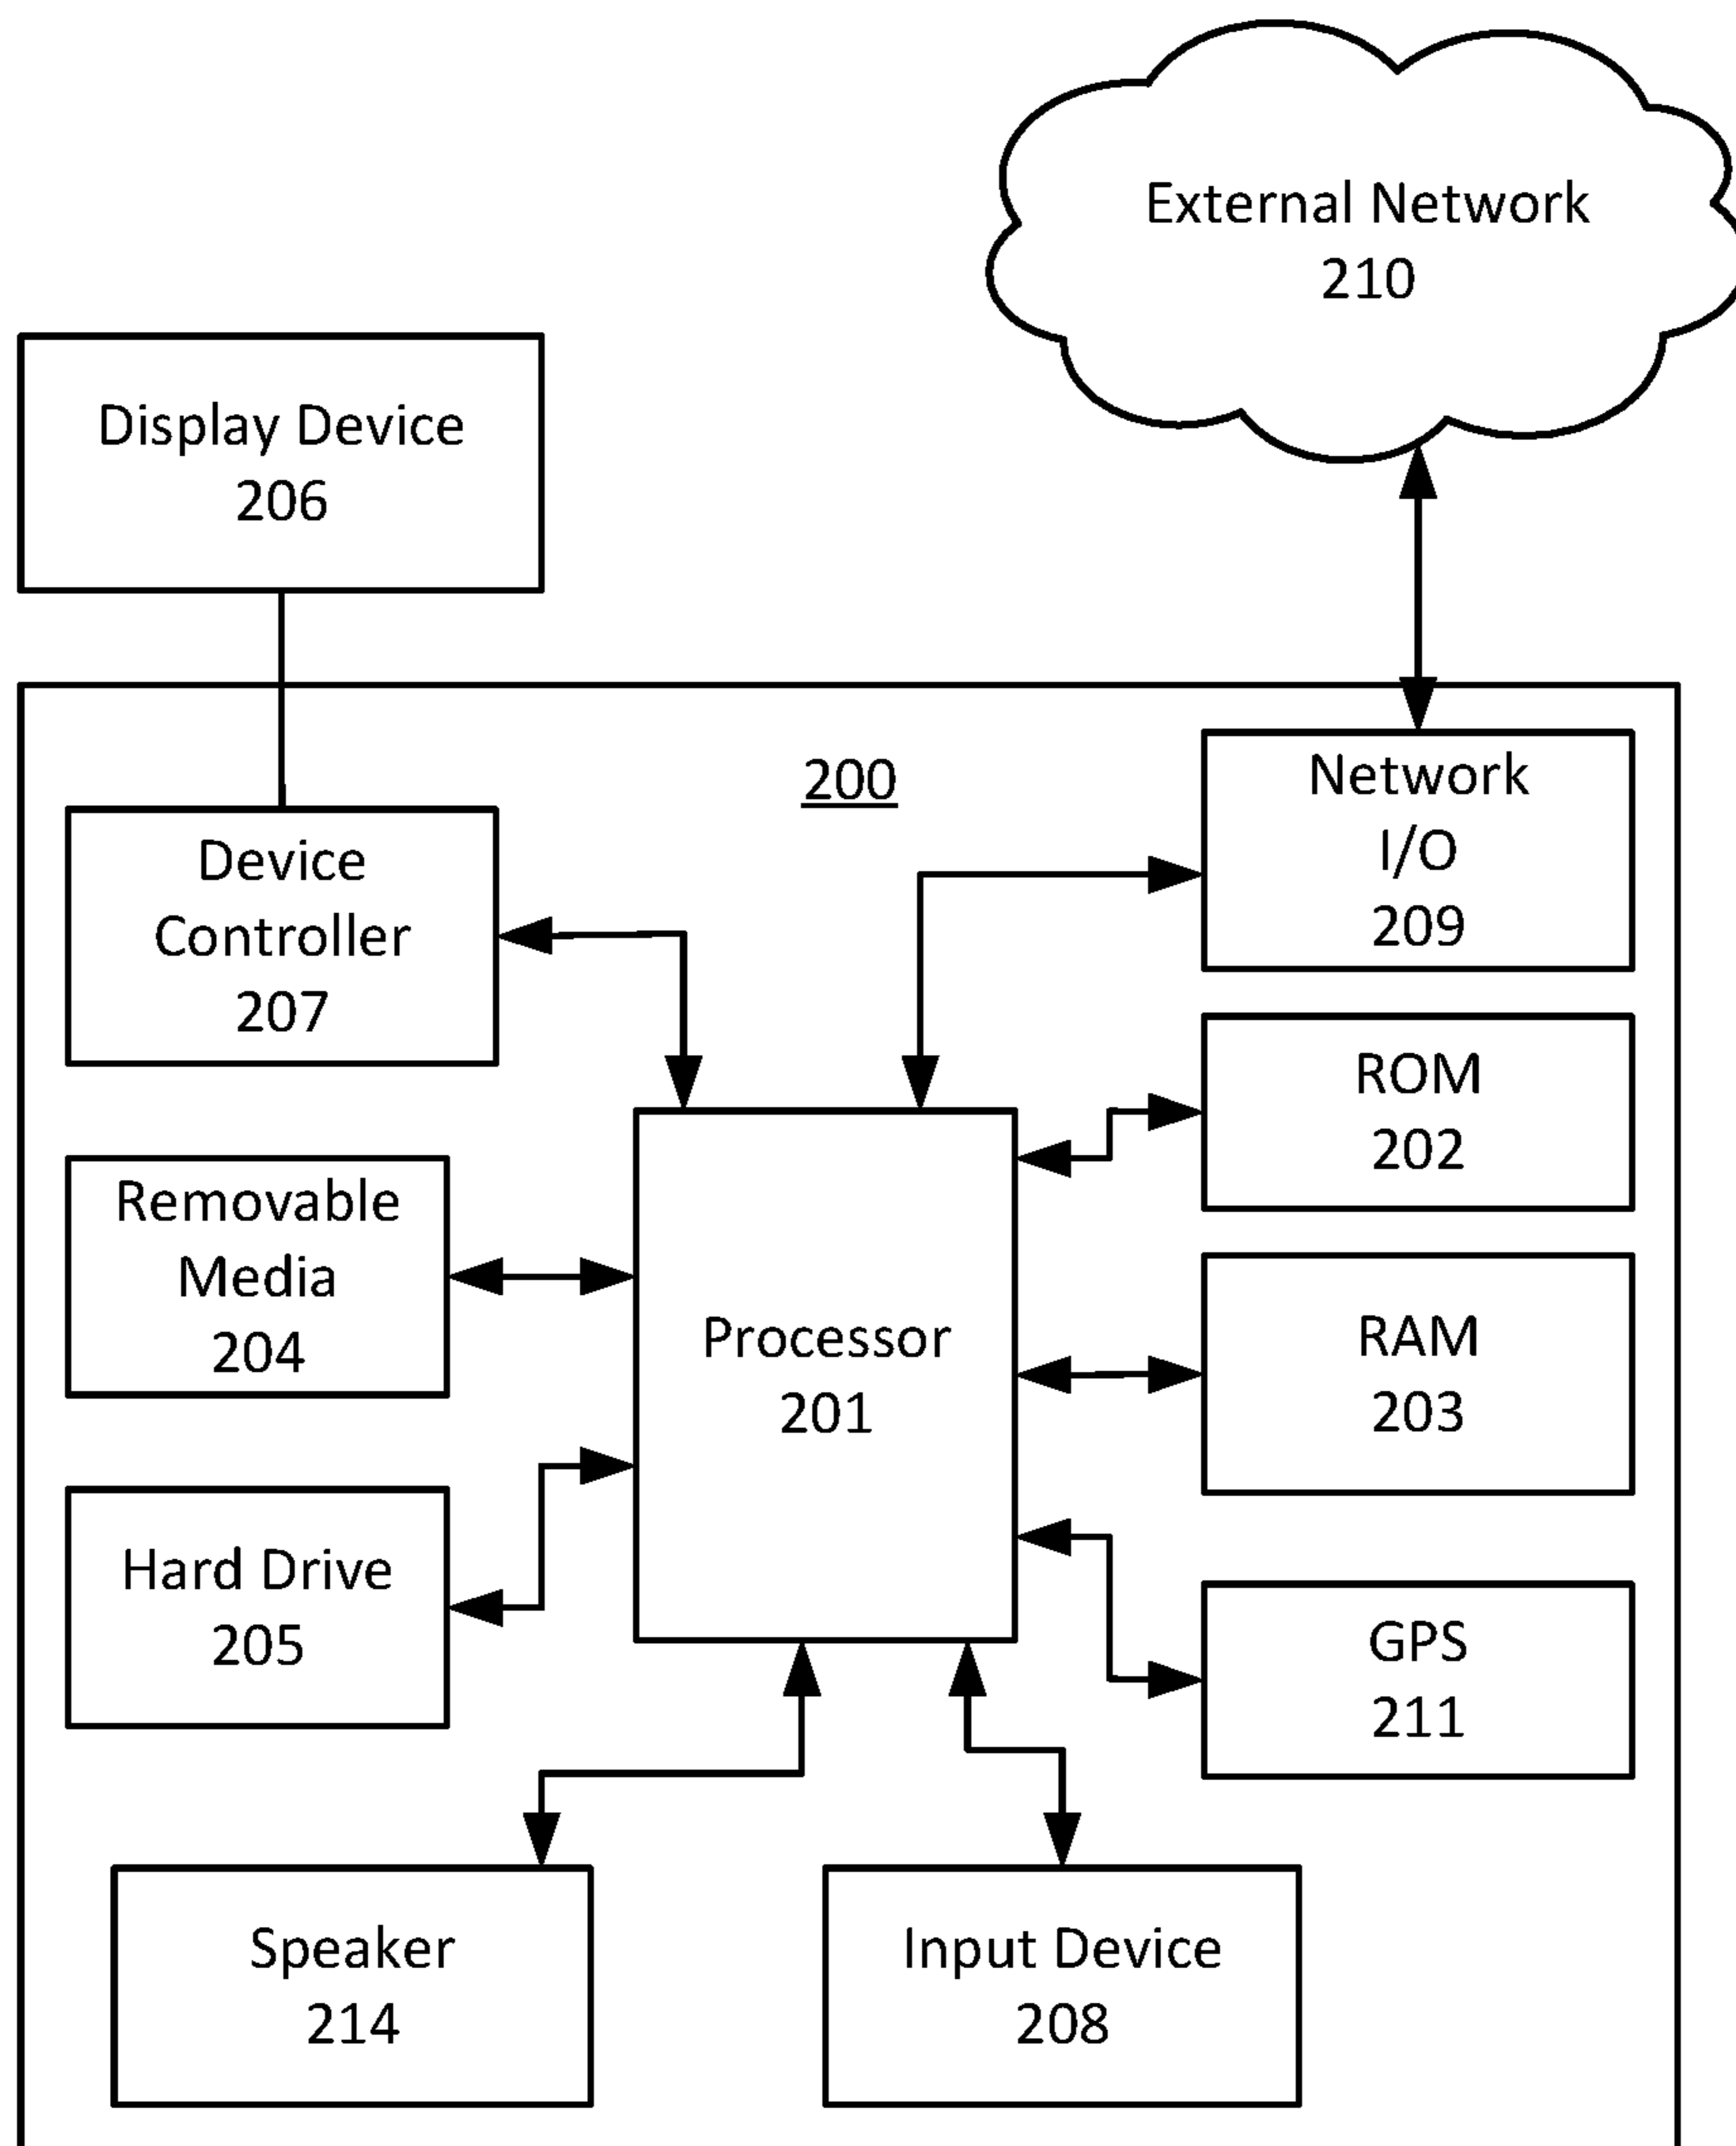 External Network
210
Display Device
206
200
Network
I/O
209
Device
Controller
207
ROM
202
Removable
Media
204
Processor
201
RAM
203
Hard Drive
205
GPS
211
Speaker
214
Input Device
208